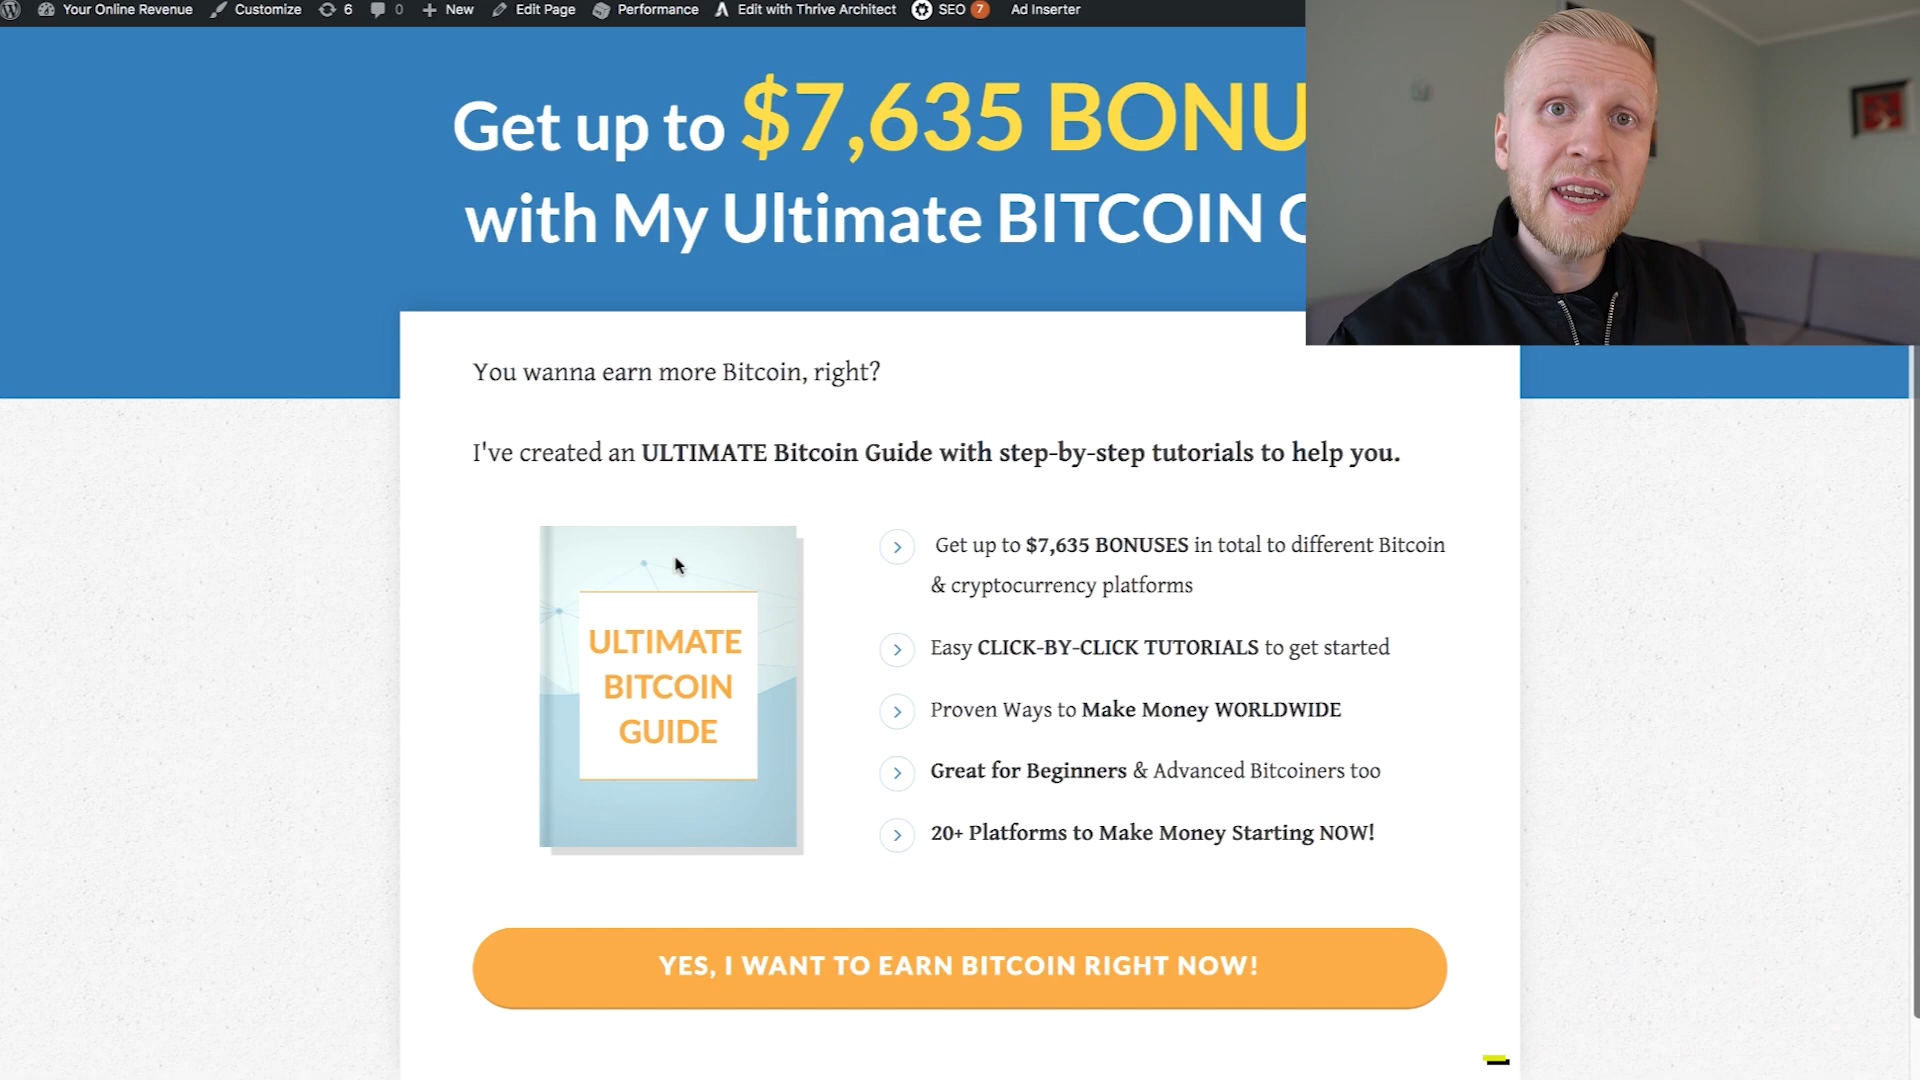 Your Online Revenue Customize 6 0 New Edit Page Performance Edit with Thrive Architect SEO 7 Ad Inserter
Get up to $7,635 BONU
with My Ultimate BITCOIN
You wanna earn more Bitcoin, right?
I've created an ULTIMATE Bitcoin Guide with step-by-step tutorials to help you.
ULTIMATE
BITCOIN
GUIDE
Get up to $7,635 BONUSES in total to different Bitcoin
& cryptocurrency platforms
Easy CLICK-BY-CLICK TUTORIALS to get started
Proven Ways to Make Money WORLDWIDE
Great for Beginners & Advanced Bitcoiners too
20+ Platforms to Make Money Starting NOW!
YES, I WANT TO EARN BITCOIN RIGHT NOW!